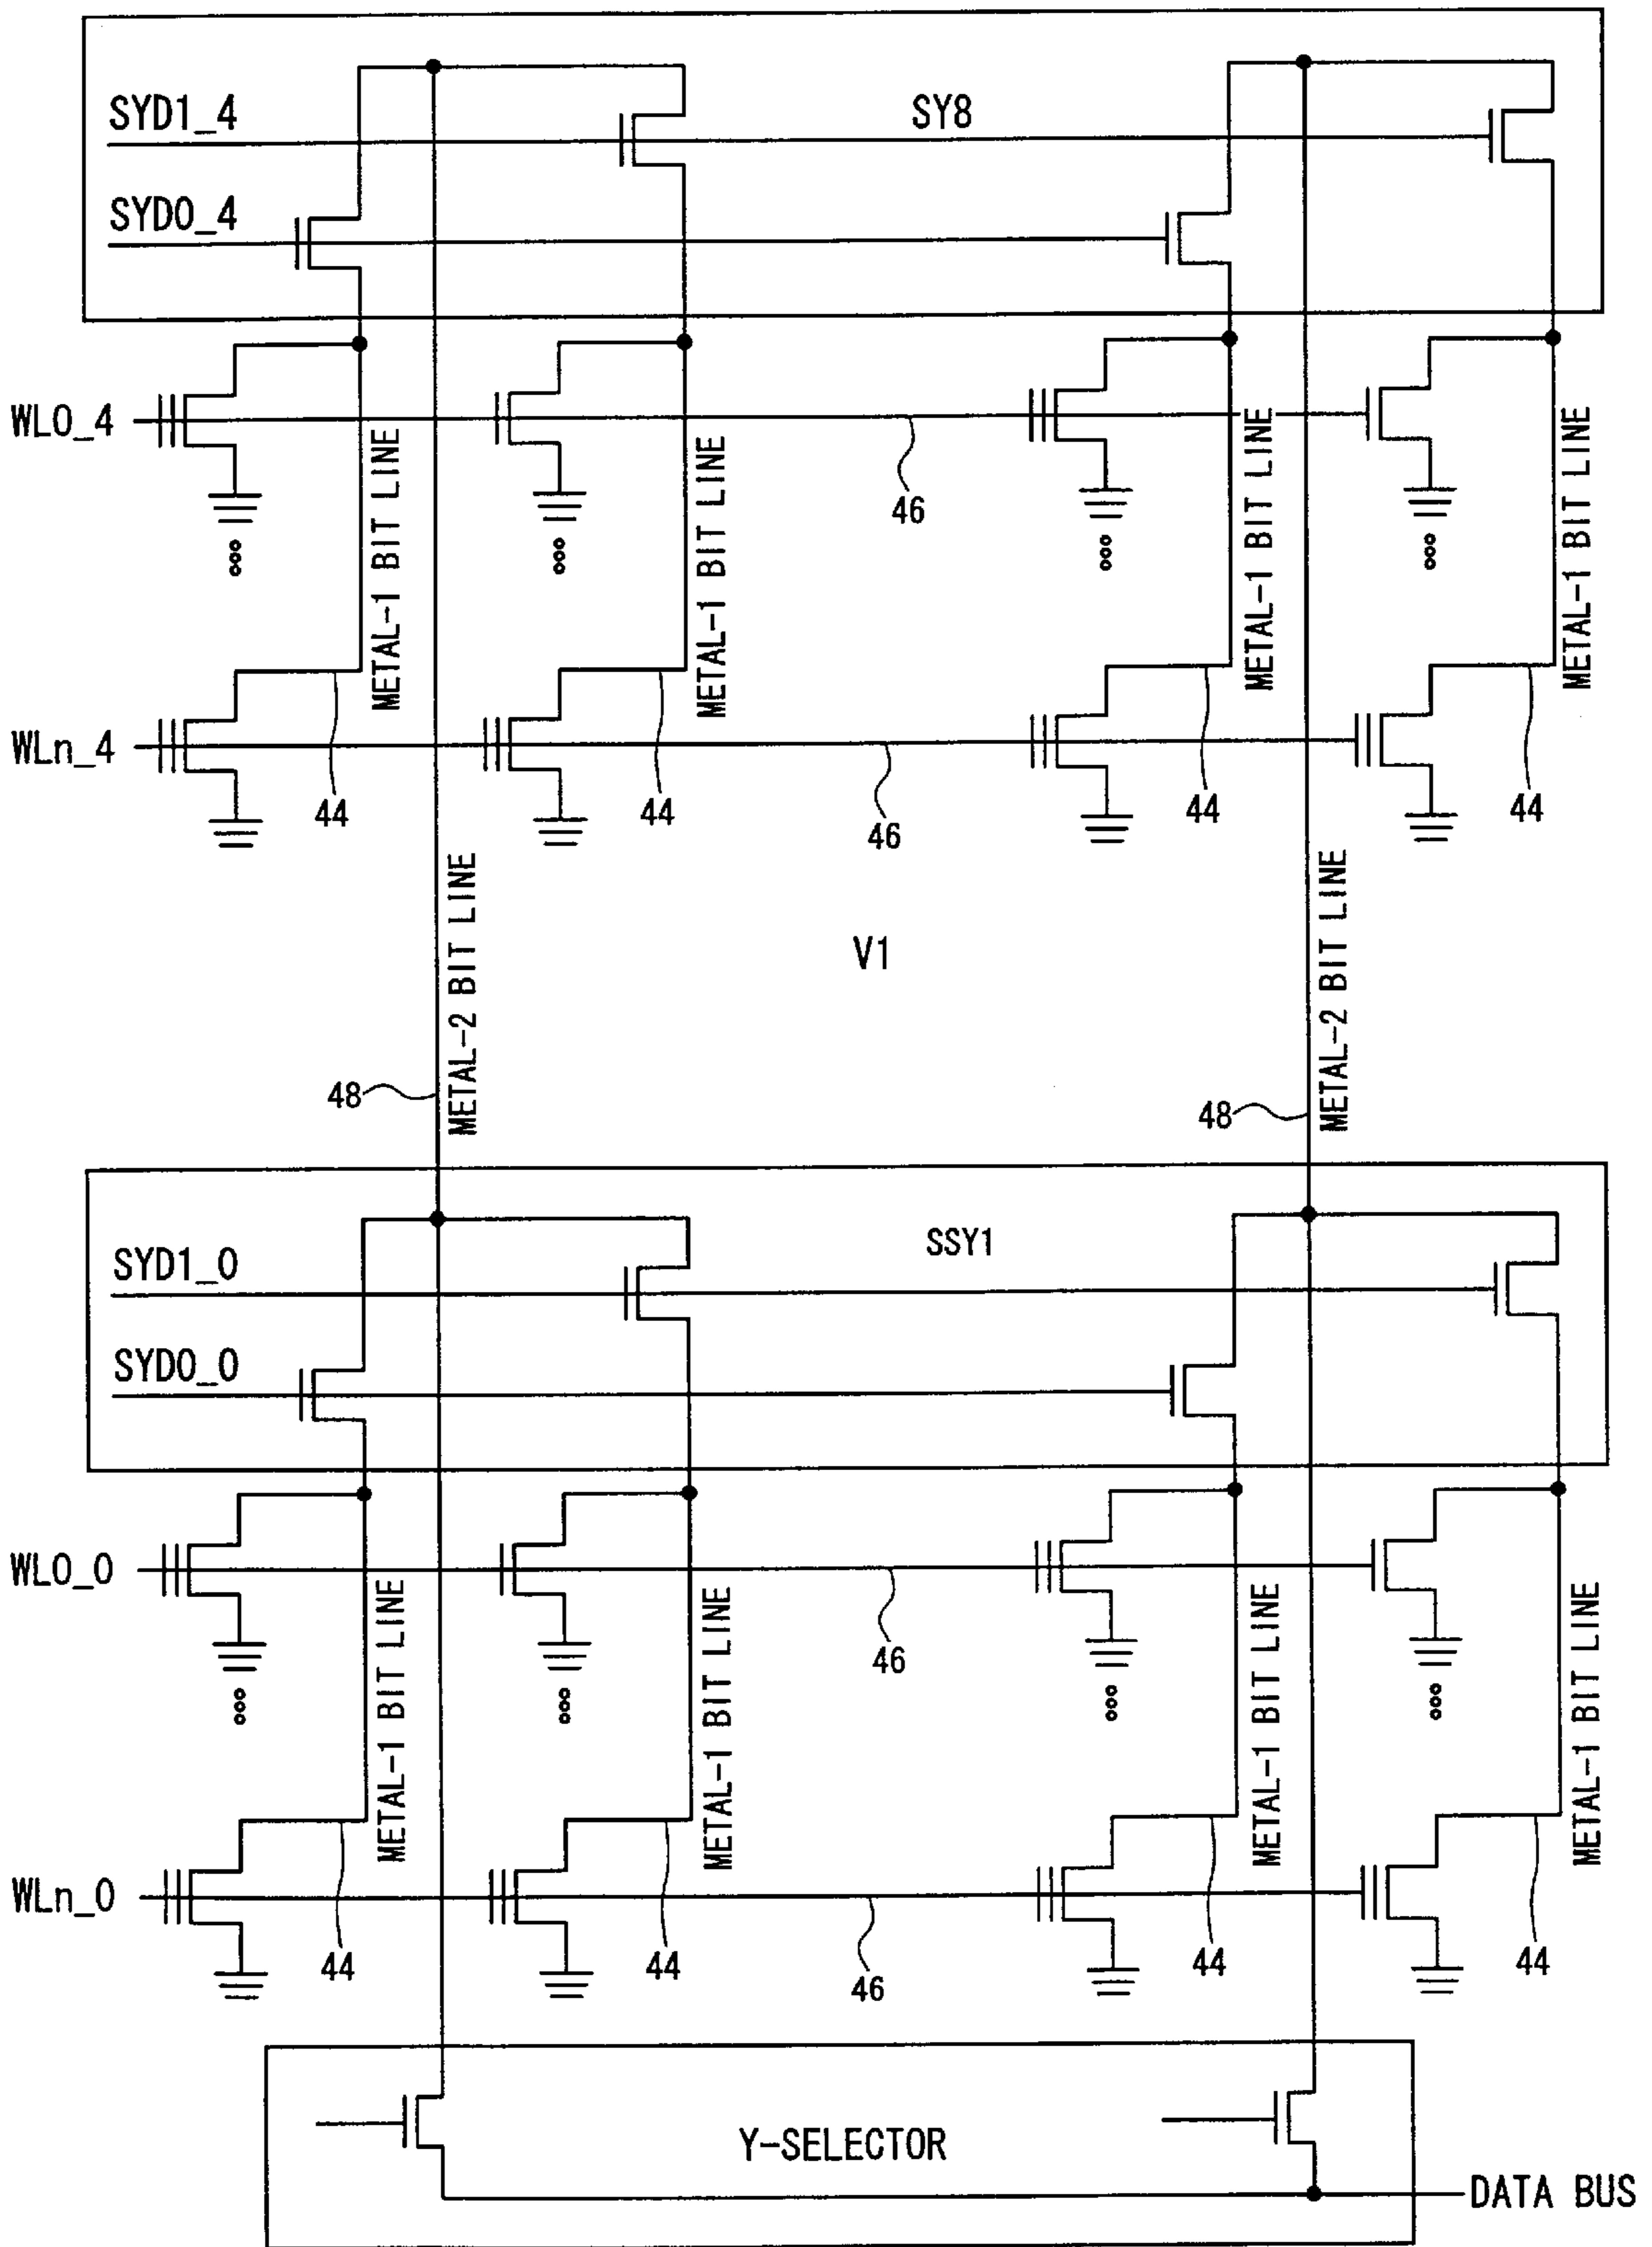 SYD1_4
SY8
SYD0_4
WL0_4
46
METAL-1 BIT LINE
METAL-1 BIT LINE
METAL-1 BIT LINE
METAL-1 BIT LINE
WLn_4
44
44
46
44
44
METAL-2 BIT LINE
V1
METAL-2 BIT LINE
48
48
SYD1_0
SSY1
SYD0_0
WL0_0
46
METAL-1 BIT LINE
METAL-1 BIT LINE
METAL-1 BIT LINE
METAL-1 BIT LINE
WLn_0
44
44
46
44
44
Y-SELECTOR
DATA BUS